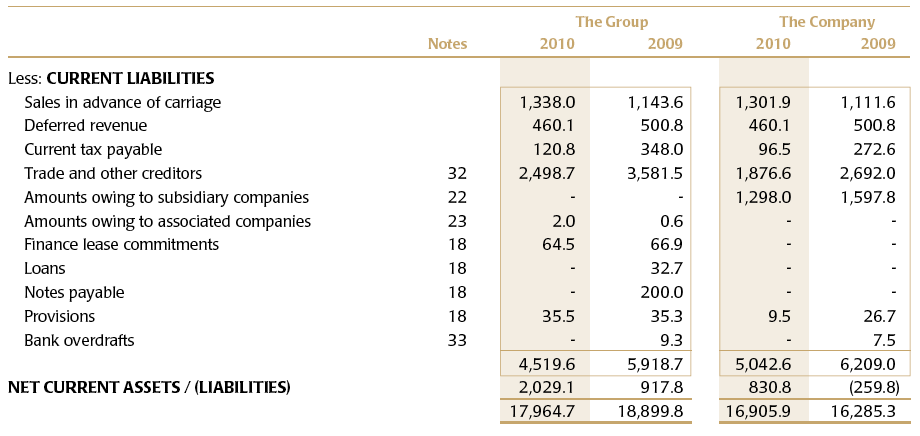 The Group The Company
Notes 2010 2009 2010 2009
Less: CURRENT LIABILITIES
Sales in advance of carriage 1,338.0 1,143.6 1,301.9 1,111.6
Deferred revenue 460.1 500.8 460.1 500.8
Current tax payable 120.8 348.0 96.5 272.6
Trade and other creditors 32 2,498.7 3,581.5 1,876.6 2,692.0
Amounts owing to subsidiary companies 22 - - 1,298.0 1,597.8
Amounts owing to associated companies 23 2.0 0.6 - -
Finance lease commitments 18 64.5 66.9 - -
Loans 18 - 32.7 - -
Notes payable 18 - 200.0 - -
Provisions 18 35.5 35.3 9.5 26.7
Bank overdrafts 33 - 9.3 - 7.5
4,519.6 5,918.7 5,042.6 6,209.0
NET CURRENT ASSETS / (LIABILITIES) 2,029.1 917.8 830.8 (259.8)
17,964.7 18,899.8 16,905.9 16,285.3